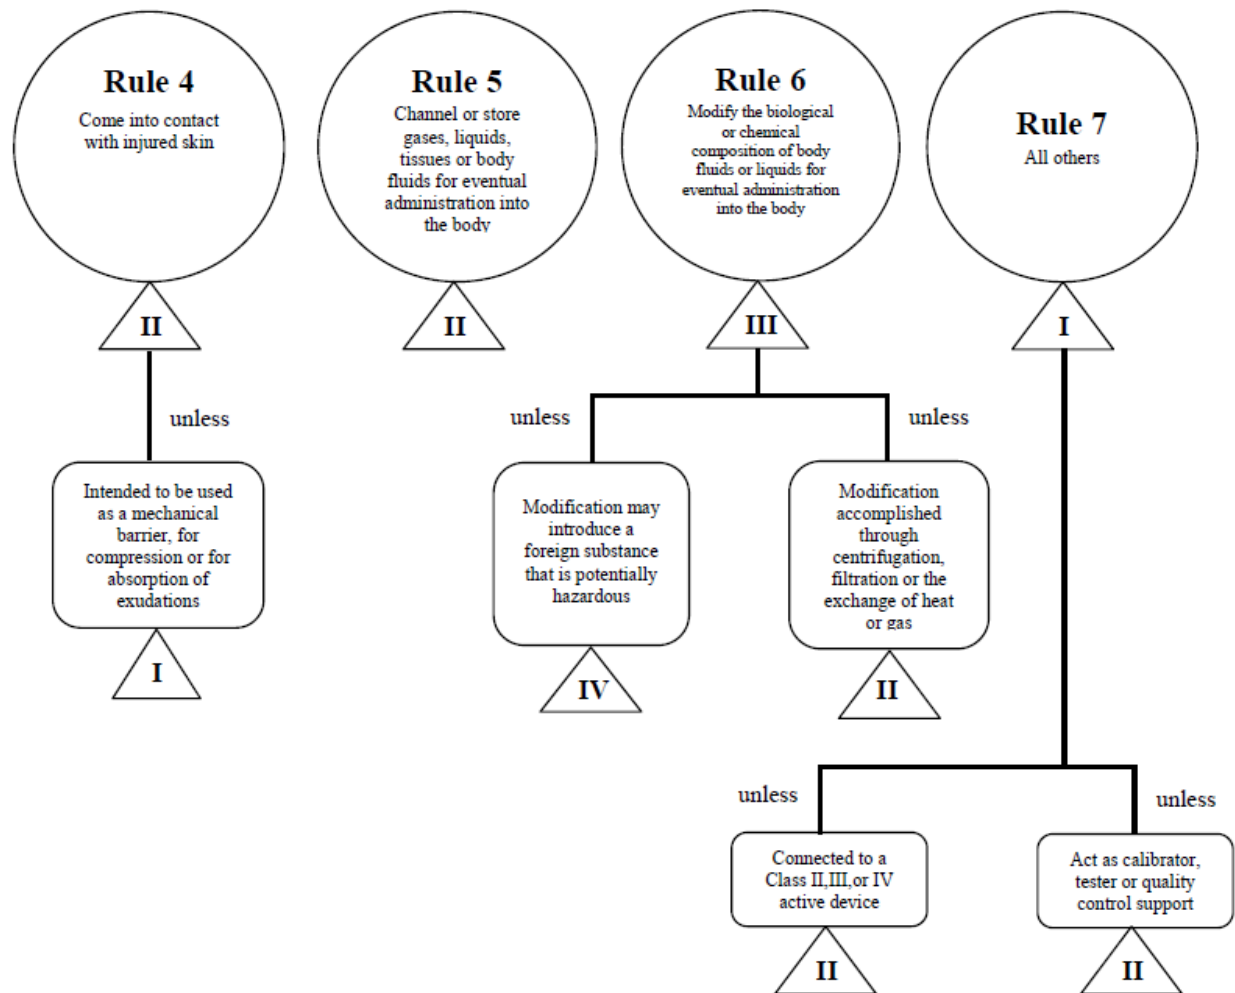 Rule 4
Come into contact
with injured skin
II
unless
Intended to be used
as a mechanical
barrier, for
compression or for
absorption of
exudations
I
Rule 5
Channel or store
gases, liquids,
tissues or body
fluids for eventual
administration into
the body
II
Rule 6
Modify the biological
or chemical
composition of body
fluids or liquids for
eventual administration
into the body
III
unless
Modification may
introduce a
foreign substance
that is potentially
hazardous
IV
unless
Modification
accomplished
through
centrifugation,
filtration or the
exchange of heat
or gas
II
Rule 7
All others
I
unless
Connected to a
Class II,III,or IV
active device
II
unless
Act as calibrator,
tester or quality
control support
II